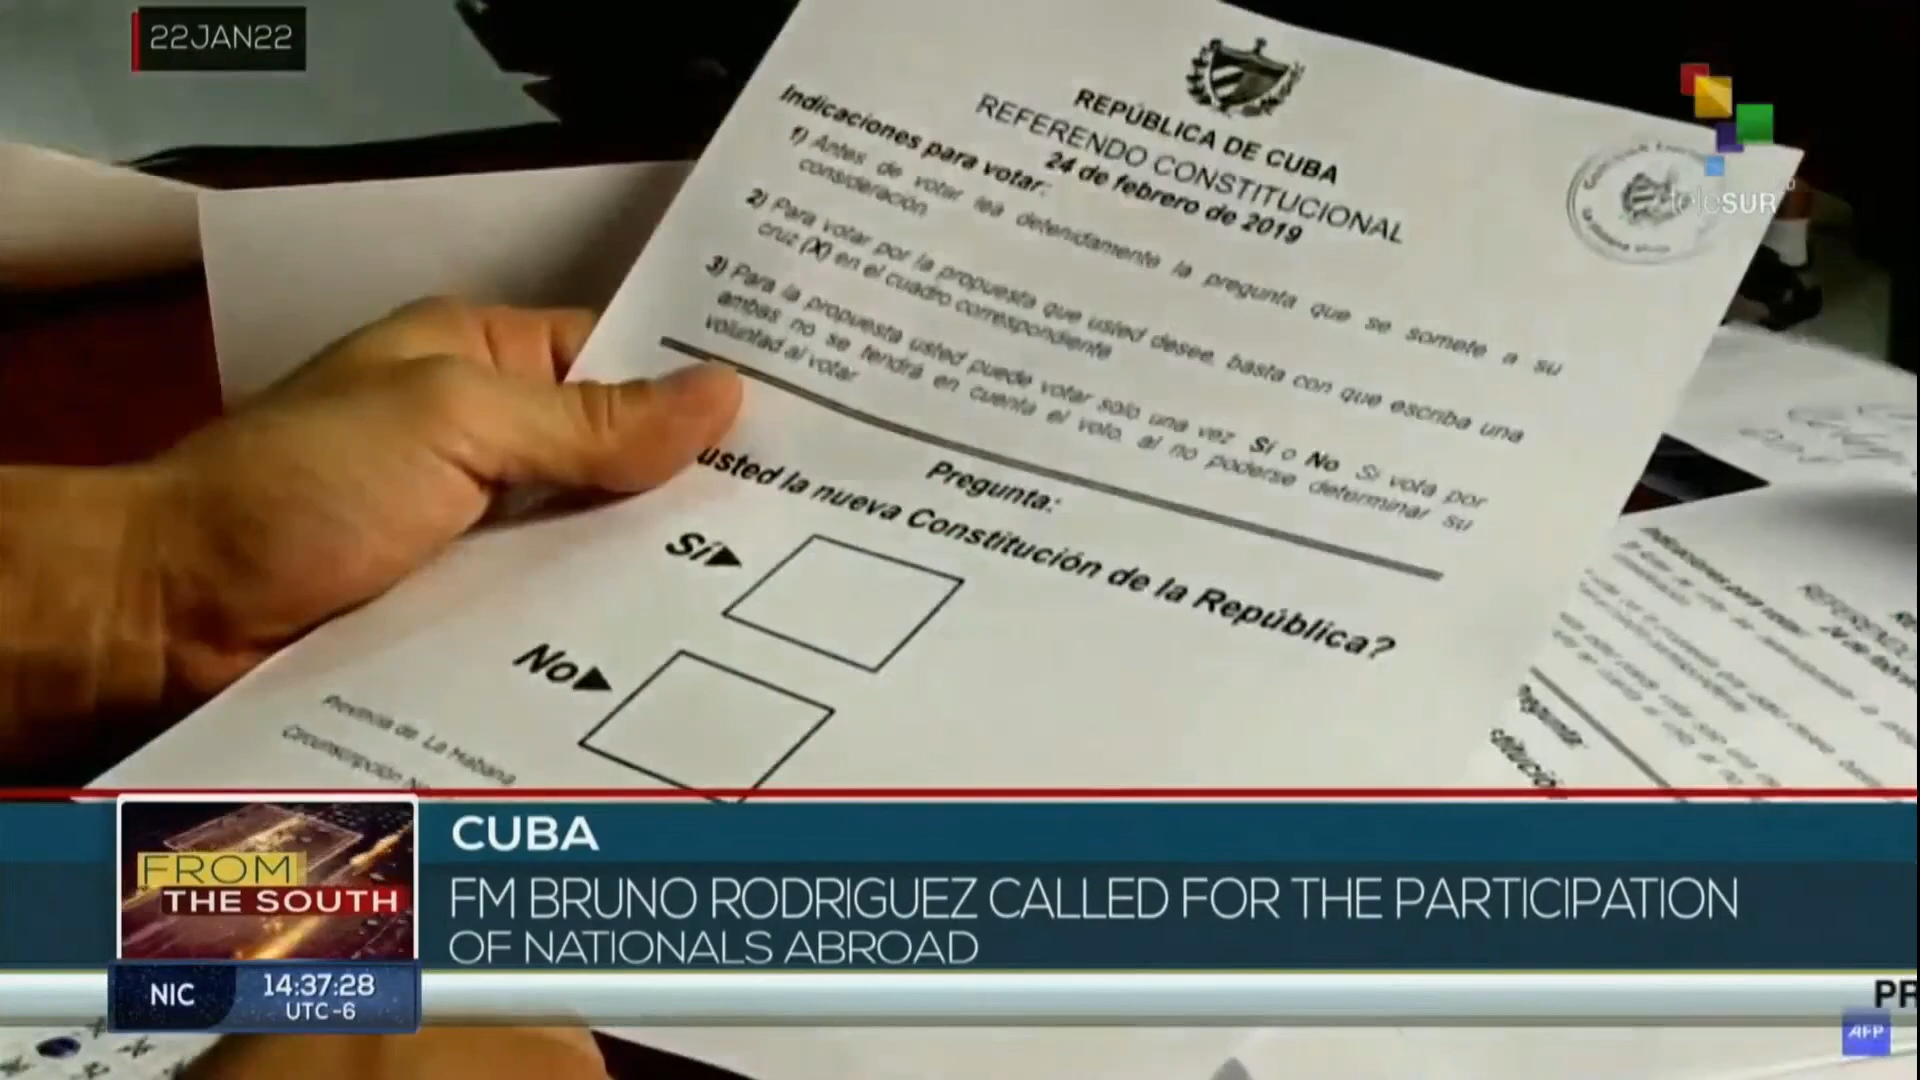 22JAN22
teleSUR
REPÚBLICA DE CUBA
REFERENDO CONSTITUCIONAL
24 de febrero de 2019
Indicaciones para votar:
1) Antes de votar lea detenidamente la pregunta que se somete a su
consideración
2) Para votar por la propuesta que usted desee, basta con que escriba una
cruz (X) en el cuadro correspondiente
3) Para la propuesta usted puede votar solo una vez Sí o No Si vota por
ambas no se tendrá en cuenta el voto, al no poderse determinar su
voluntad al votar
Pregunta:
usted la nueva Constitución de la República?
Sí
No
Provincia de La Habana
Circunscripción
CUBA
FM BRUNO RODRIGUEZ CALLED FOR THE PARTICIPATION
OF NATIONALS ABROAD
FROM
THE SOUTH
NIC
14:37:28
UTC-6
PR
AFP